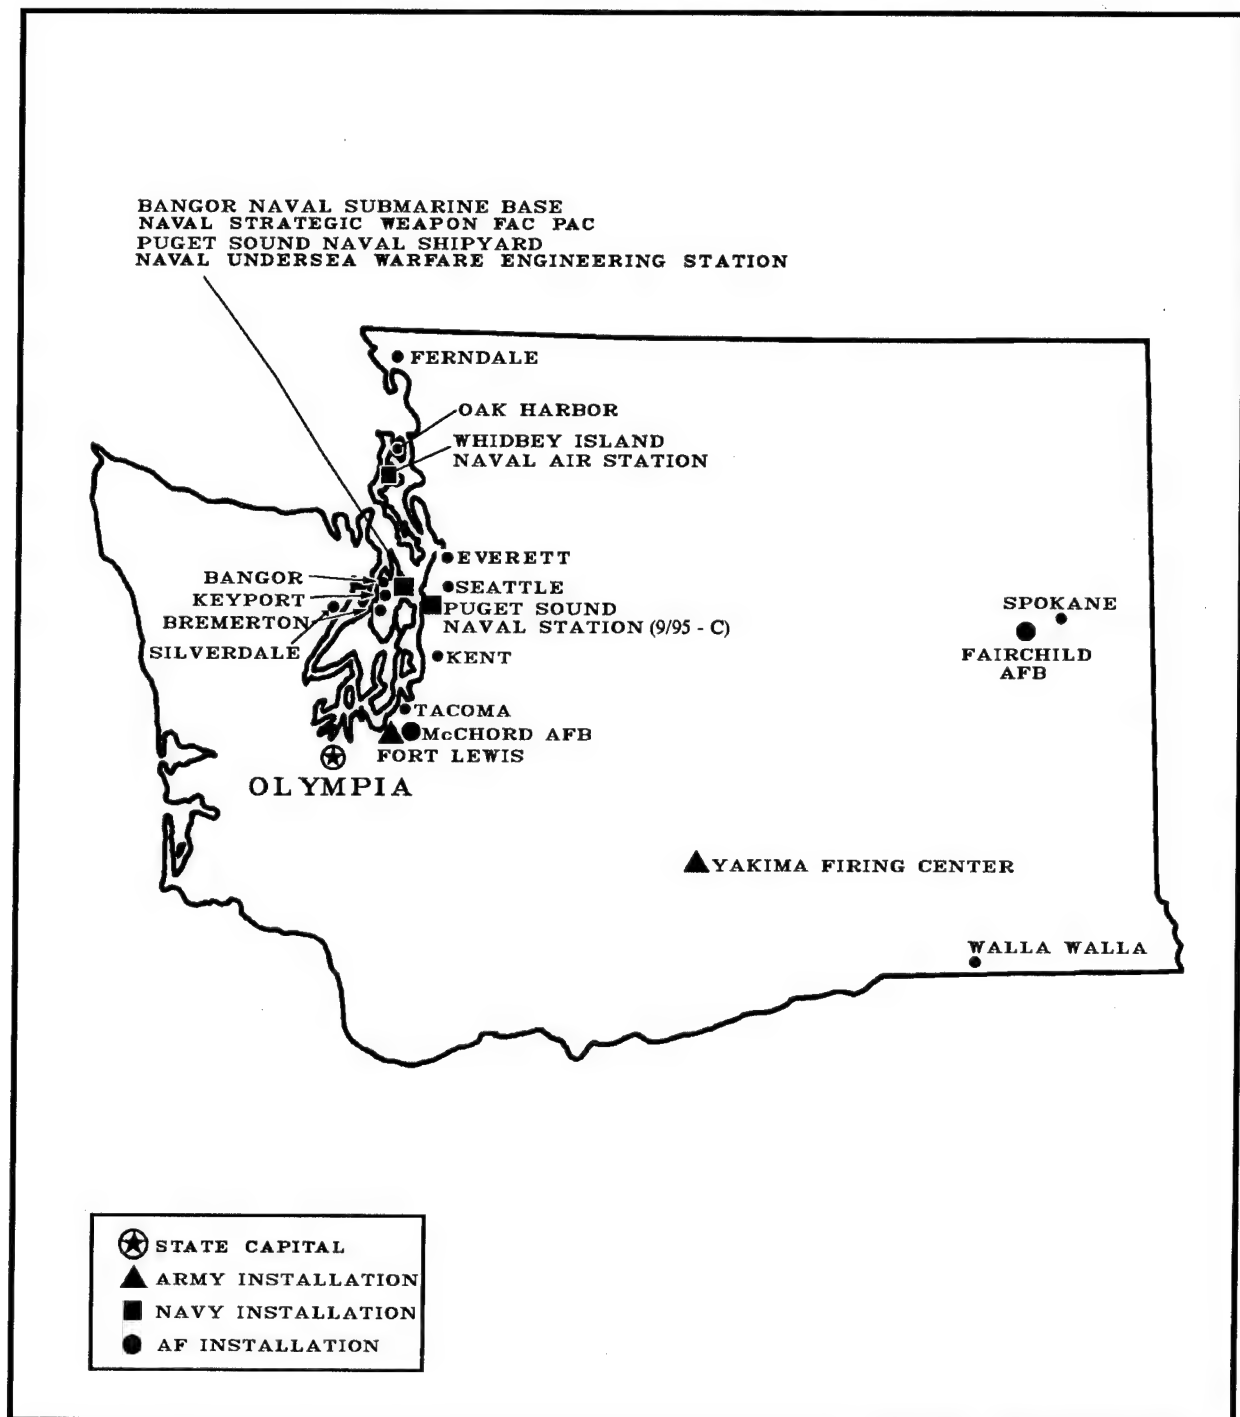 BANGOR NAVAL SUBMARINE BASE
NAVAL STRATEGIC WEAPON FAC PAC
PUGET SOUND NAVAL SHIPYARD
NAVAL UNDERSEA WARFARE ENGINEERING STATION
FERNDALE
OAK HARBOR
WHIDBEY ISLAND
NAVAL AIR STATION
EVERETT
BANGOR
SEATTLE
KEYPORT
PUGET SOUND
NAVAL STATION (9/95 - C)
BREMERTON
SILVERDALE
KENT
SPOKANE
FAIRCHILD
AFB
TACOMA
McCHORD AFB
FORT LEWIS
OLYMPIA
YAKIMA FIRING CENTER
WALLA WALLA
STATE CAPITAL
ARMY INSTALLATION
NAVY INSTALLATION
AF INSTALLATION